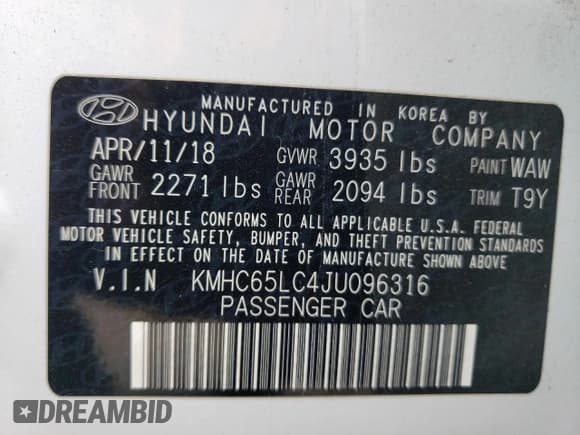 MANUFACTURED IN KOREA BY
HYUNDAI MOTOR COMPANY
APR/11/18 GVWR 3935 lbs PAINT WAW
GAWR FRONT 2271 lbs GAWR REAR 2094 lbs TRIM T9Y
THIS VEHICLE CONFORMS TO ALL APPLICABLE U.S.A. FEDERAL
MOTOR VEHICLE SAFETY, BUMPER, AND THEFT PREVENTION STANDARDS
IN EFFECT ON THE DATE OF MANUFACTURE SHOWN ABOVE
V.I.N KMHC65LC4JU096316
PASSENGER CAR
DREAMBID